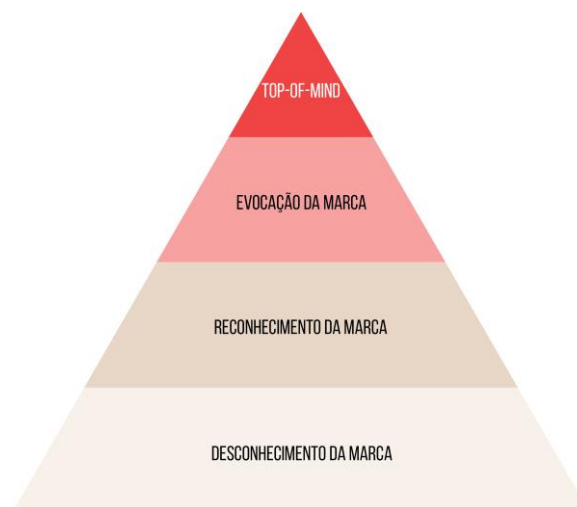 TOP-OF-MIND
EVOCAÇÃO DA MARCA
RECONHECIMENTO DA MARCA
DESCONHECIMENTO DA MARCA